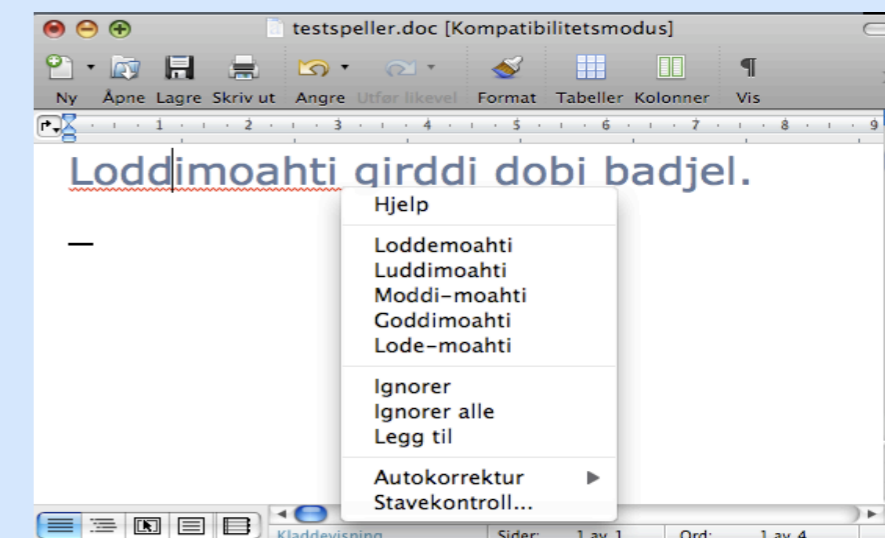 testspeller.doc [Kompatibilitetsmodus]
Ny Åpne Lagre Skriv ut Angre Utfør likevel Format Tabeller Kolonner Vis
1 2 3 4 5 6 7 8 9
Loddimoahti girddi dobi badjel.
Hjelp
Loddemoahti
Luddimoahti
Moddi-moahti
Goddimoahti
Lode-moahti
Ignorer
Ignorer alle
Legg til
Autokorrektur
Stavekontroll...
Kladdevisning Sider: 1 av 1 Ord: 1 av 4